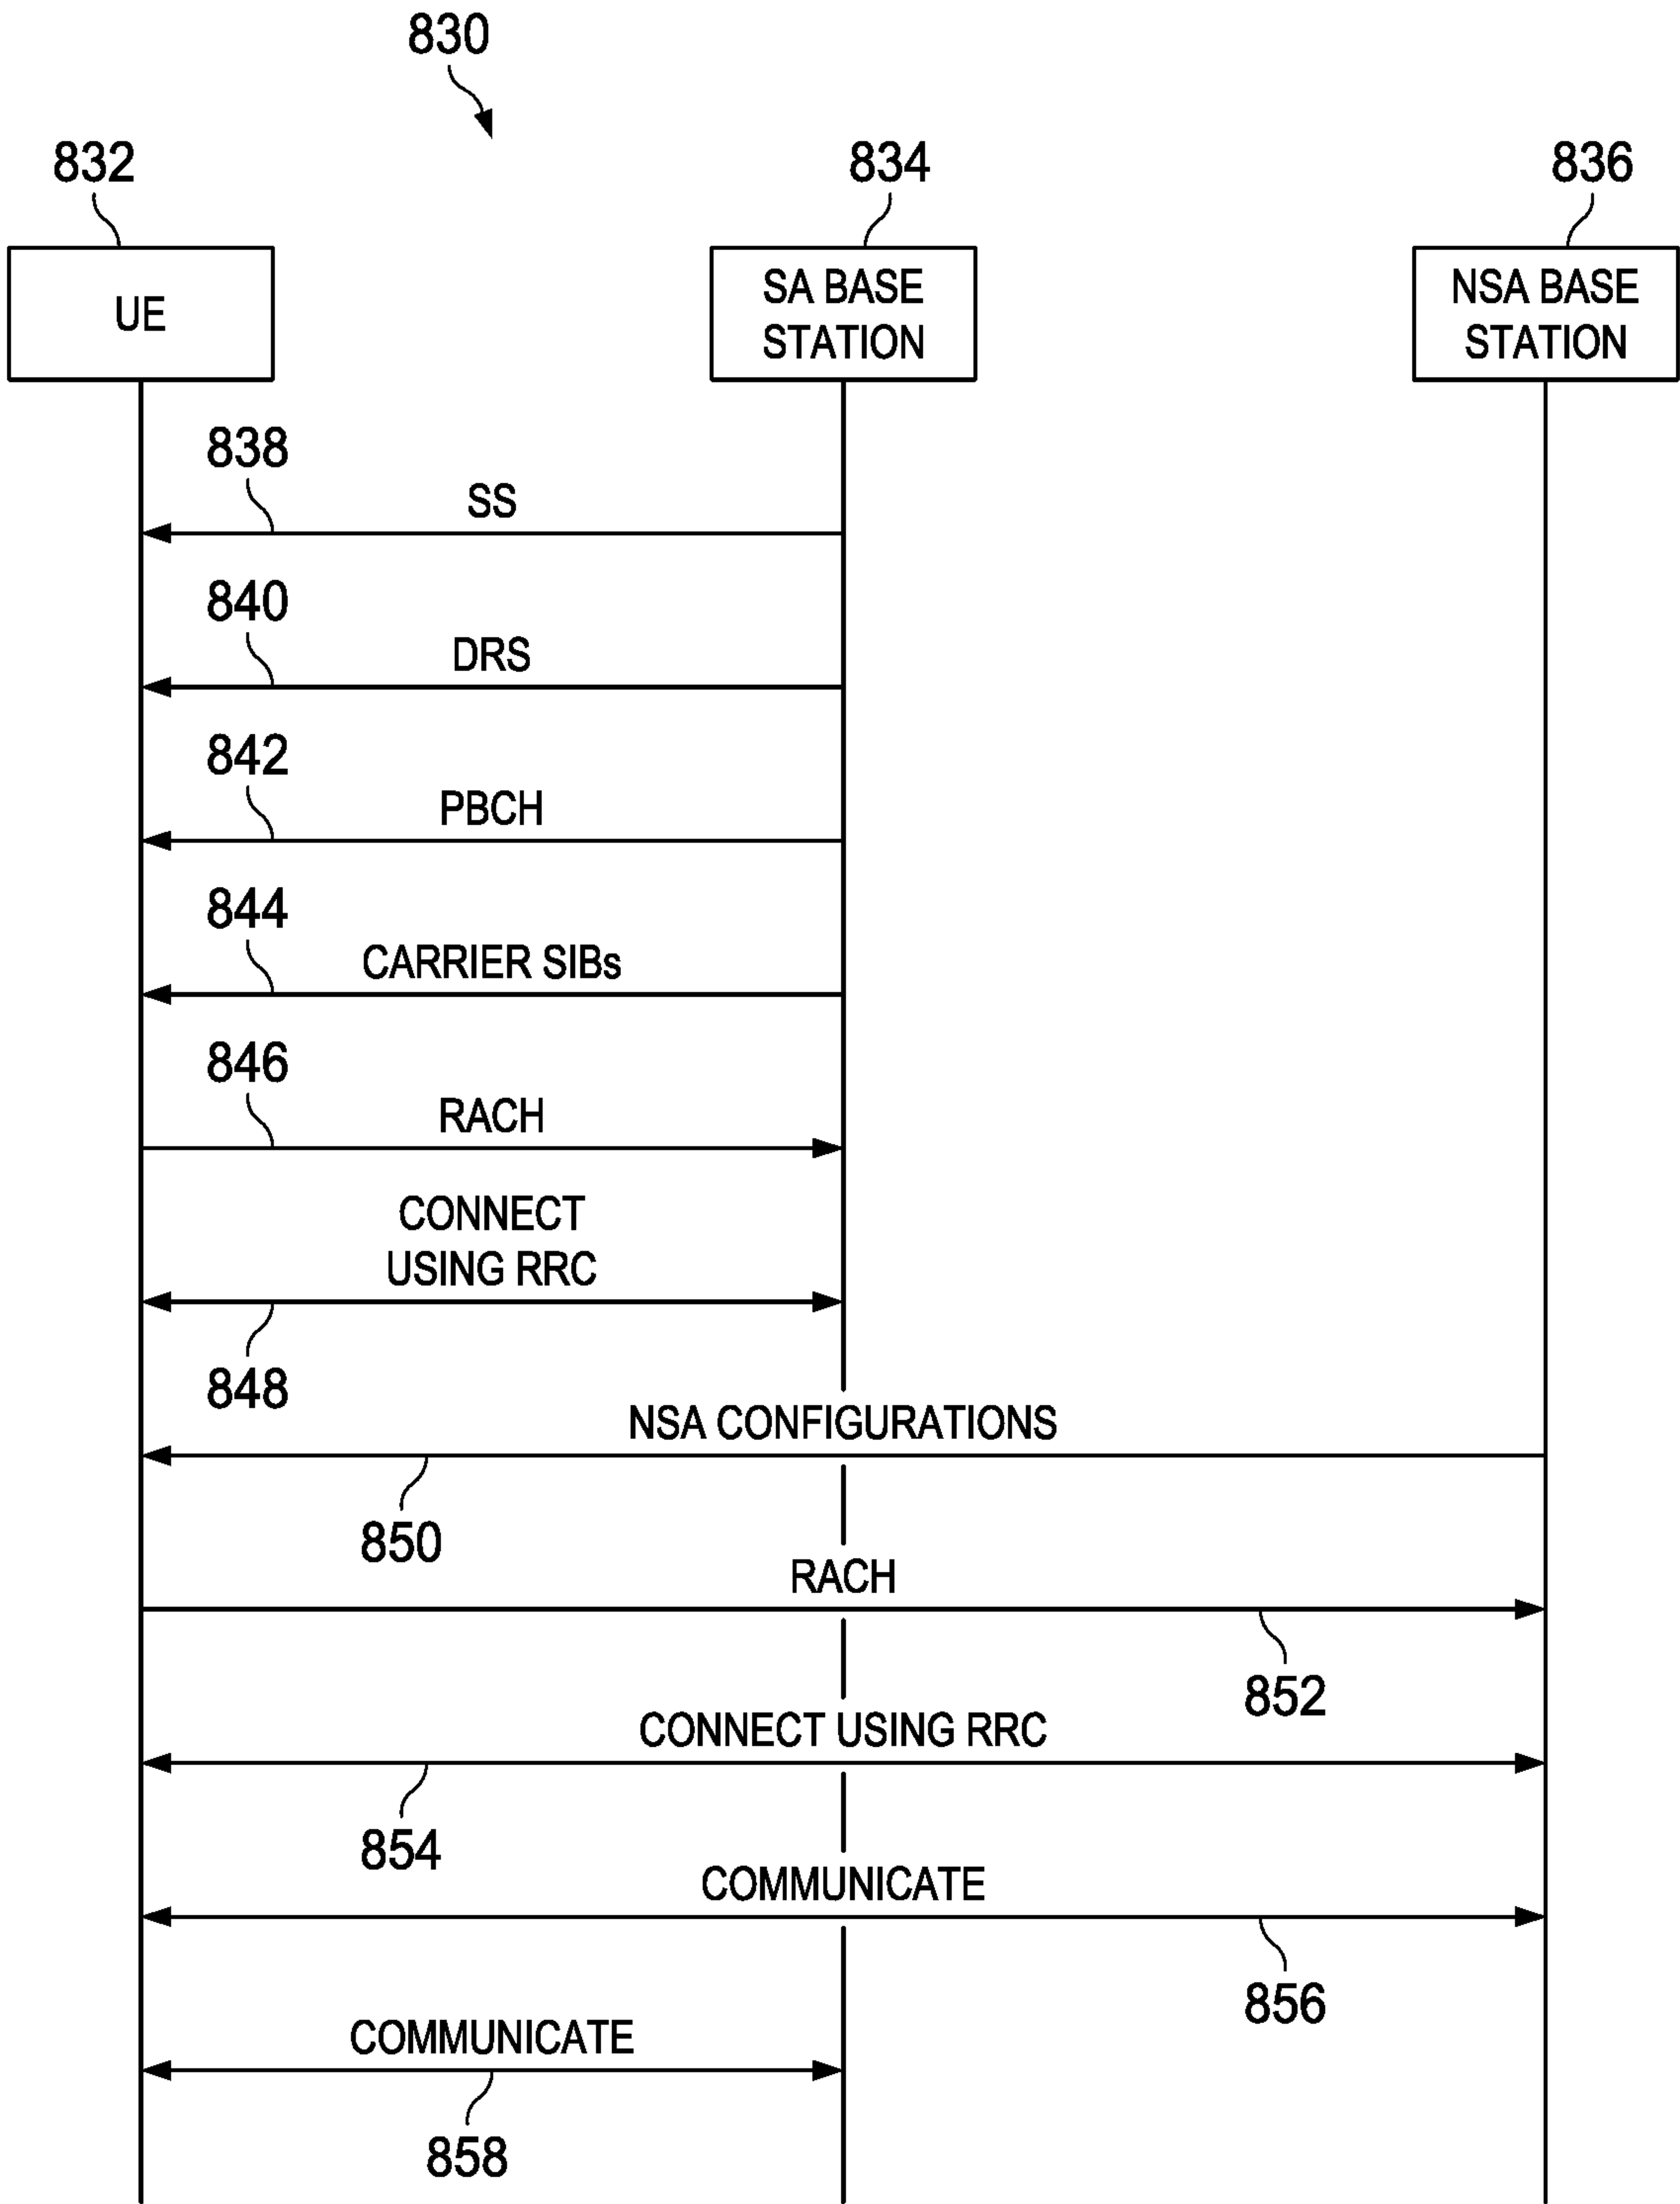 830
832
834
836
UE
SA BASE
STATION
NSA BASE
STATION
838
SS
840
DRS
842
PBCH
844
CARRIER SIBs
846
RACH
CONNECT
USING RRC
848
NSA CONFIGURATIONS
850
RACH
852
CONNECT USING RRC
854
COMMUNICATE
856
COMMUNICATE
858